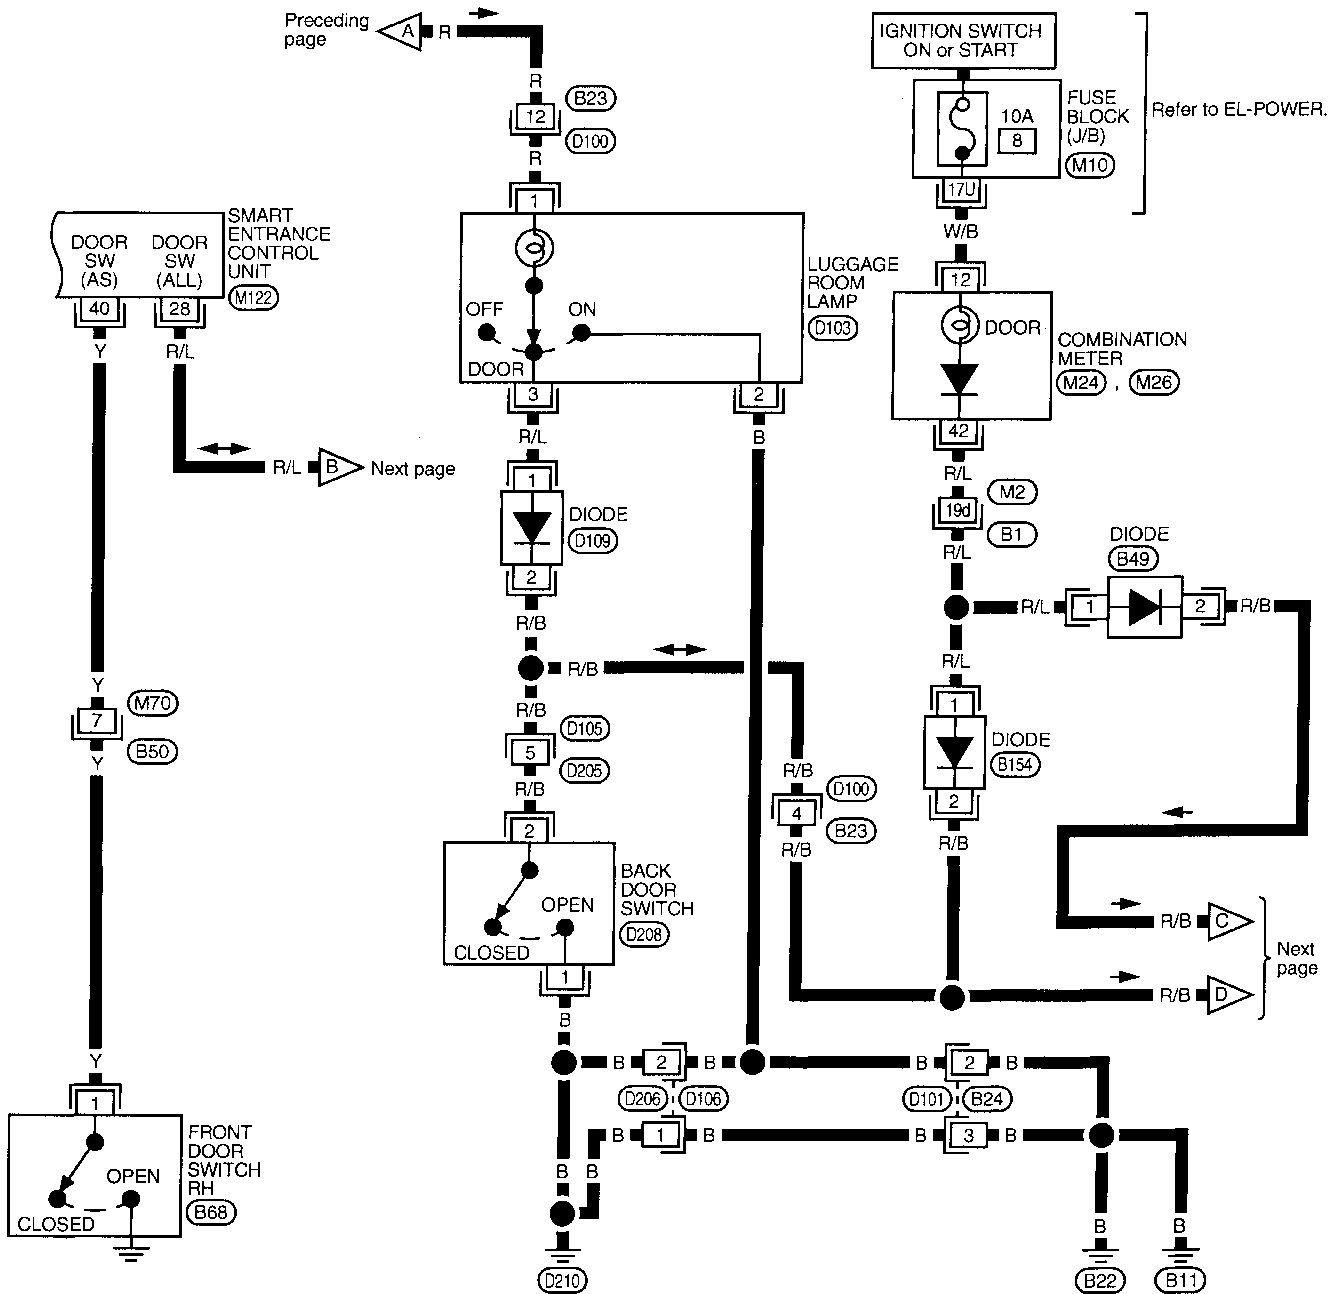 Preceding
page
A
R
R
12
B23
D100
R
1
IGNITION SWITCH
ON or START
10A
8
FUSE
BLOCK
(J/B)
M10
Refer to EL-POWER.
17U
W/B
12
SMART
ENTRANCE
CONTROL
UNIT
M122
DOOR
SW
(AS)
DOOR
SW
(ALL)
40
28
Y
R/L
R/L
B
Next page
OFF
ON
DOOR
LUGGAGE
ROOM
LAMP
D103
3
2
R/L
B
DOOR
COMBINATION
METER
M24 , M26
42
R/L
19d
M2
B1
R/L
1
DIODE
D109
2
R/B
R/B
R/B
D105
5
D205
R/B
2
DIODE
B49
R/L
1
2
R/B
R/L
1
DIODE
B154
2
R/B
Y
7
M70
B50
Y
R/B
D100
4
B23
R/B
OPEN
CLOSED
BACK
DOOR
SWITCH
D208
1
B
R/B
C
R/B
D
Next
page
B
2
B
B
2
B
D206
D106
D101
B24
B
1
B
B
3
B
B
B
D210
B
B22
B
B11
Y
1
OPEN
CLOSED
FRONT
DOOR
SWITCH
RH
B68